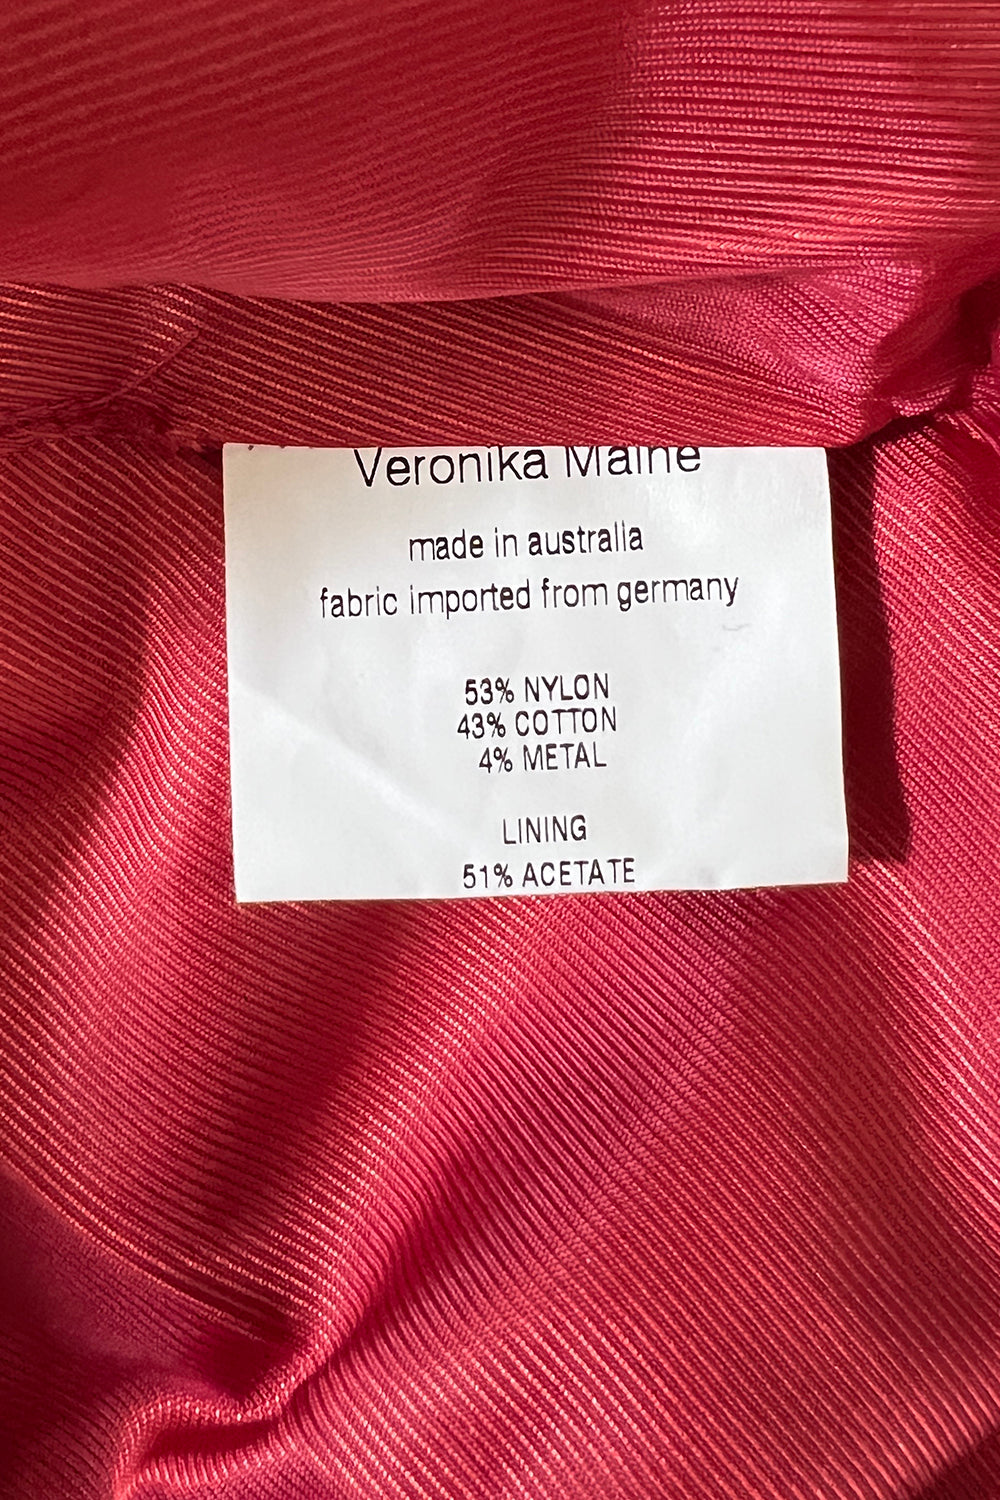 Veronika Maine
made in australia
fabric imported from germany
53% NYLON
43% COTTON
4% METAL
LINING
51% ACETATE